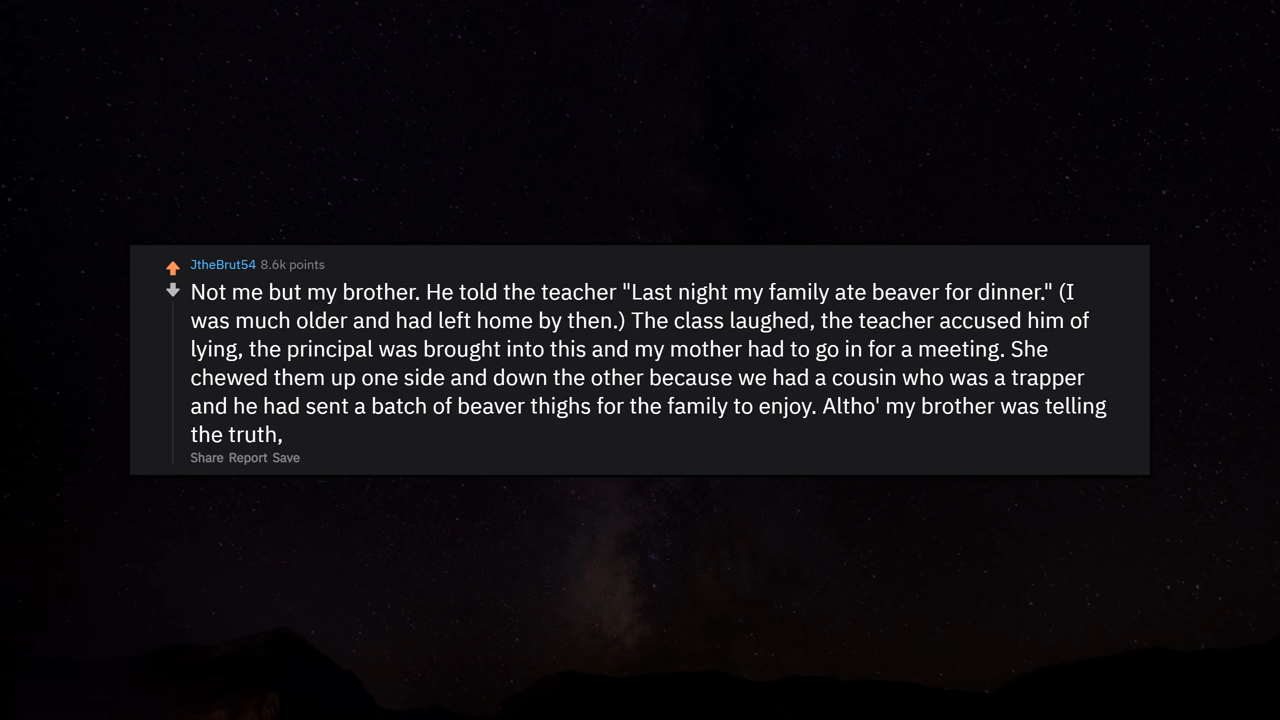 JtheBrut54 8.6k points
Not me but my brother. He told the teacher "Last night my family ate beaver for dinner." (I
was much older and had left home by then.) The class laughed, the teacher accused him of
lying, the principal was brought into this and my mother had to go in for a meeting. She
chewed them up one side and down the other because we had a cousin who was a trapper
and he had sent a batch of beaver thighs for the family to enjoy. Altho' my brother was telling
the truth,
Share Report Save